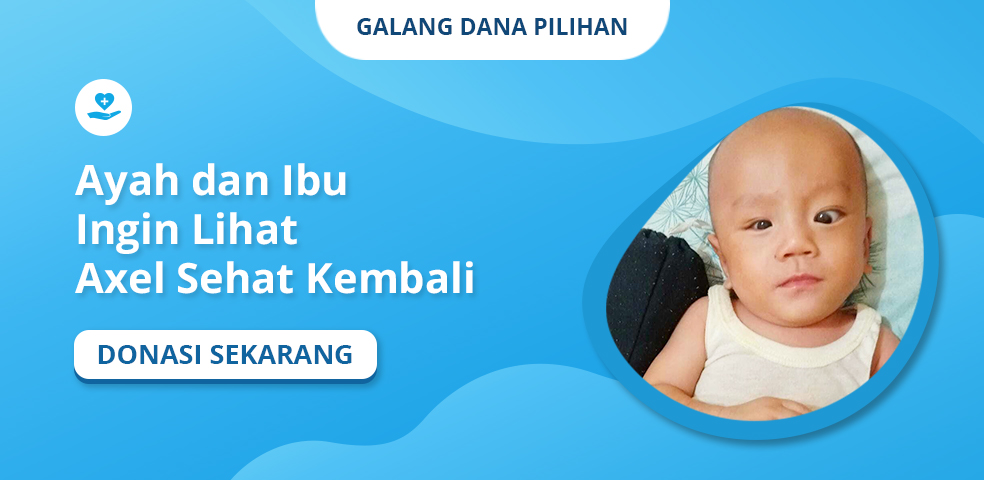 GALANG DANA PILIHAN
Ayah dan Ibu
Ingin Lihat
Axel Sehat Kembali
DONASI SEKARANG